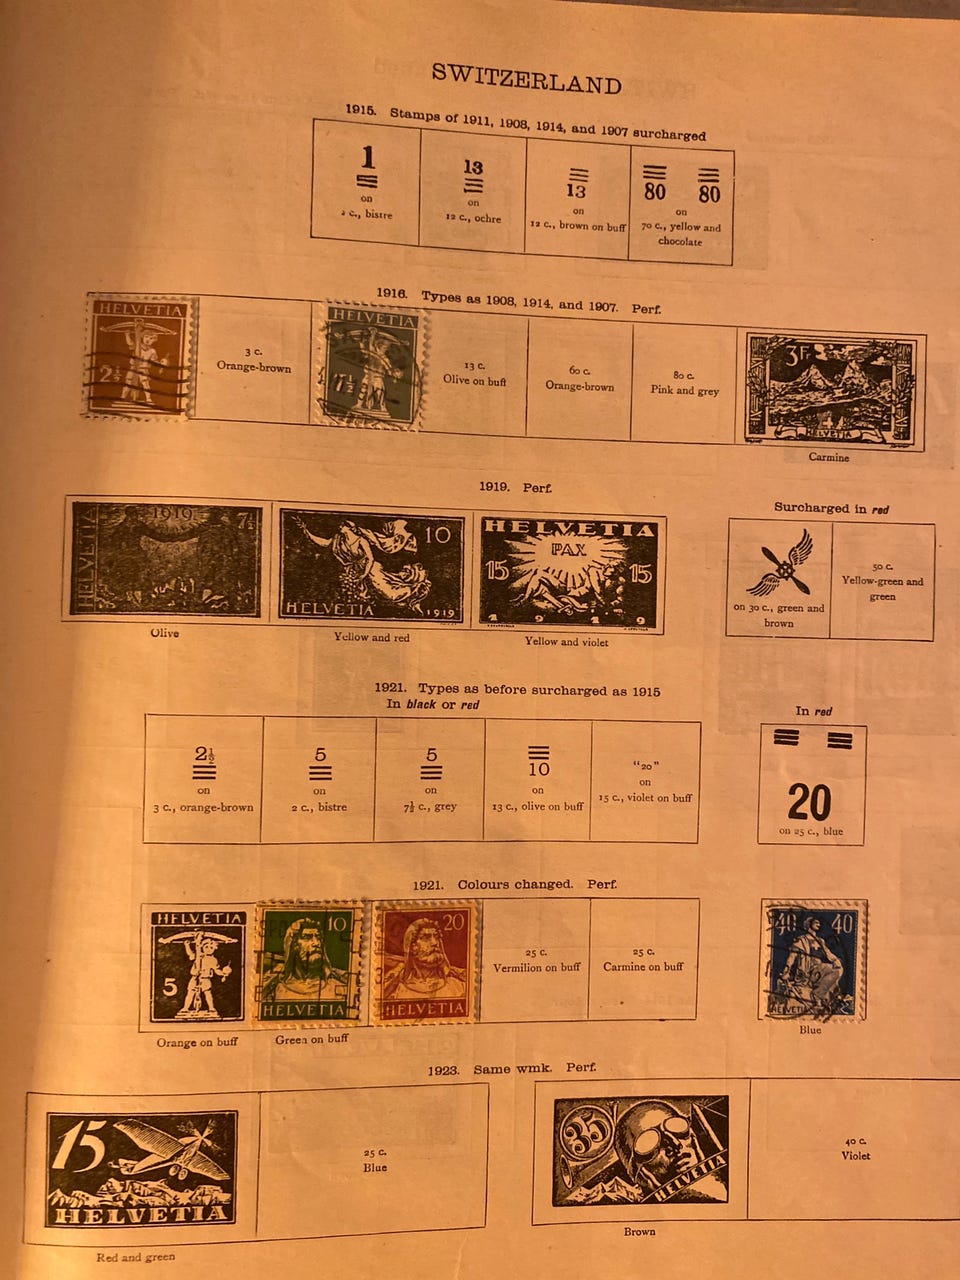 SWITZERLAND
1915. Stamps of 1911, 1908, 1914, and 1907 surcharged
1
on
2 c., bistre
13
on
12 c., ochre
13
on
12 c., brown on buff
80 80
on
70 c., yellow and
chocolate
1916. Types as 1908, 1914, and 1907. Perf.
HELVETIA
2½
3 c.
Orange-brown
HELVETIA
7½
13 c.
Olive on buff
60 c.
Orange-brown
80 c.
Pink and grey
3Fr
HELVETIA
Carmine
1919. Perf.
HELVETIA
1919
7½
Olive
10
HELVETIA
1919
Yellow and red
HELVETIA
PAX
15 15
1 9 1 9
Yellow and violet
Surcharged in red
on 30 c., green and
brown
50 c.
Yellow-green and
green
1921. Types as before surcharged as 1915
In black or red
2½
on
3 c., orange-brown
5
on
2 c., bistre
5
on
7½ c., grey
10
on
13 c., olive on buff
"20"
on
15 c., violet on buff
In red
20
on 25 c., blue
1921. Colours changed. Perf.
HELVETIA
5
Orange on buff
10
HELVETIA
Green on buff
20
HELVETIA
25 c.
Vermilion on buff
25 c.
Carmine on buff
40 40
HELVETIA
Blue
1923. Same wmk. Perf.
15
HELVETIA
Red and green
25 c.
Blue
35
HELVETIA
Brown
40 c.
Violet